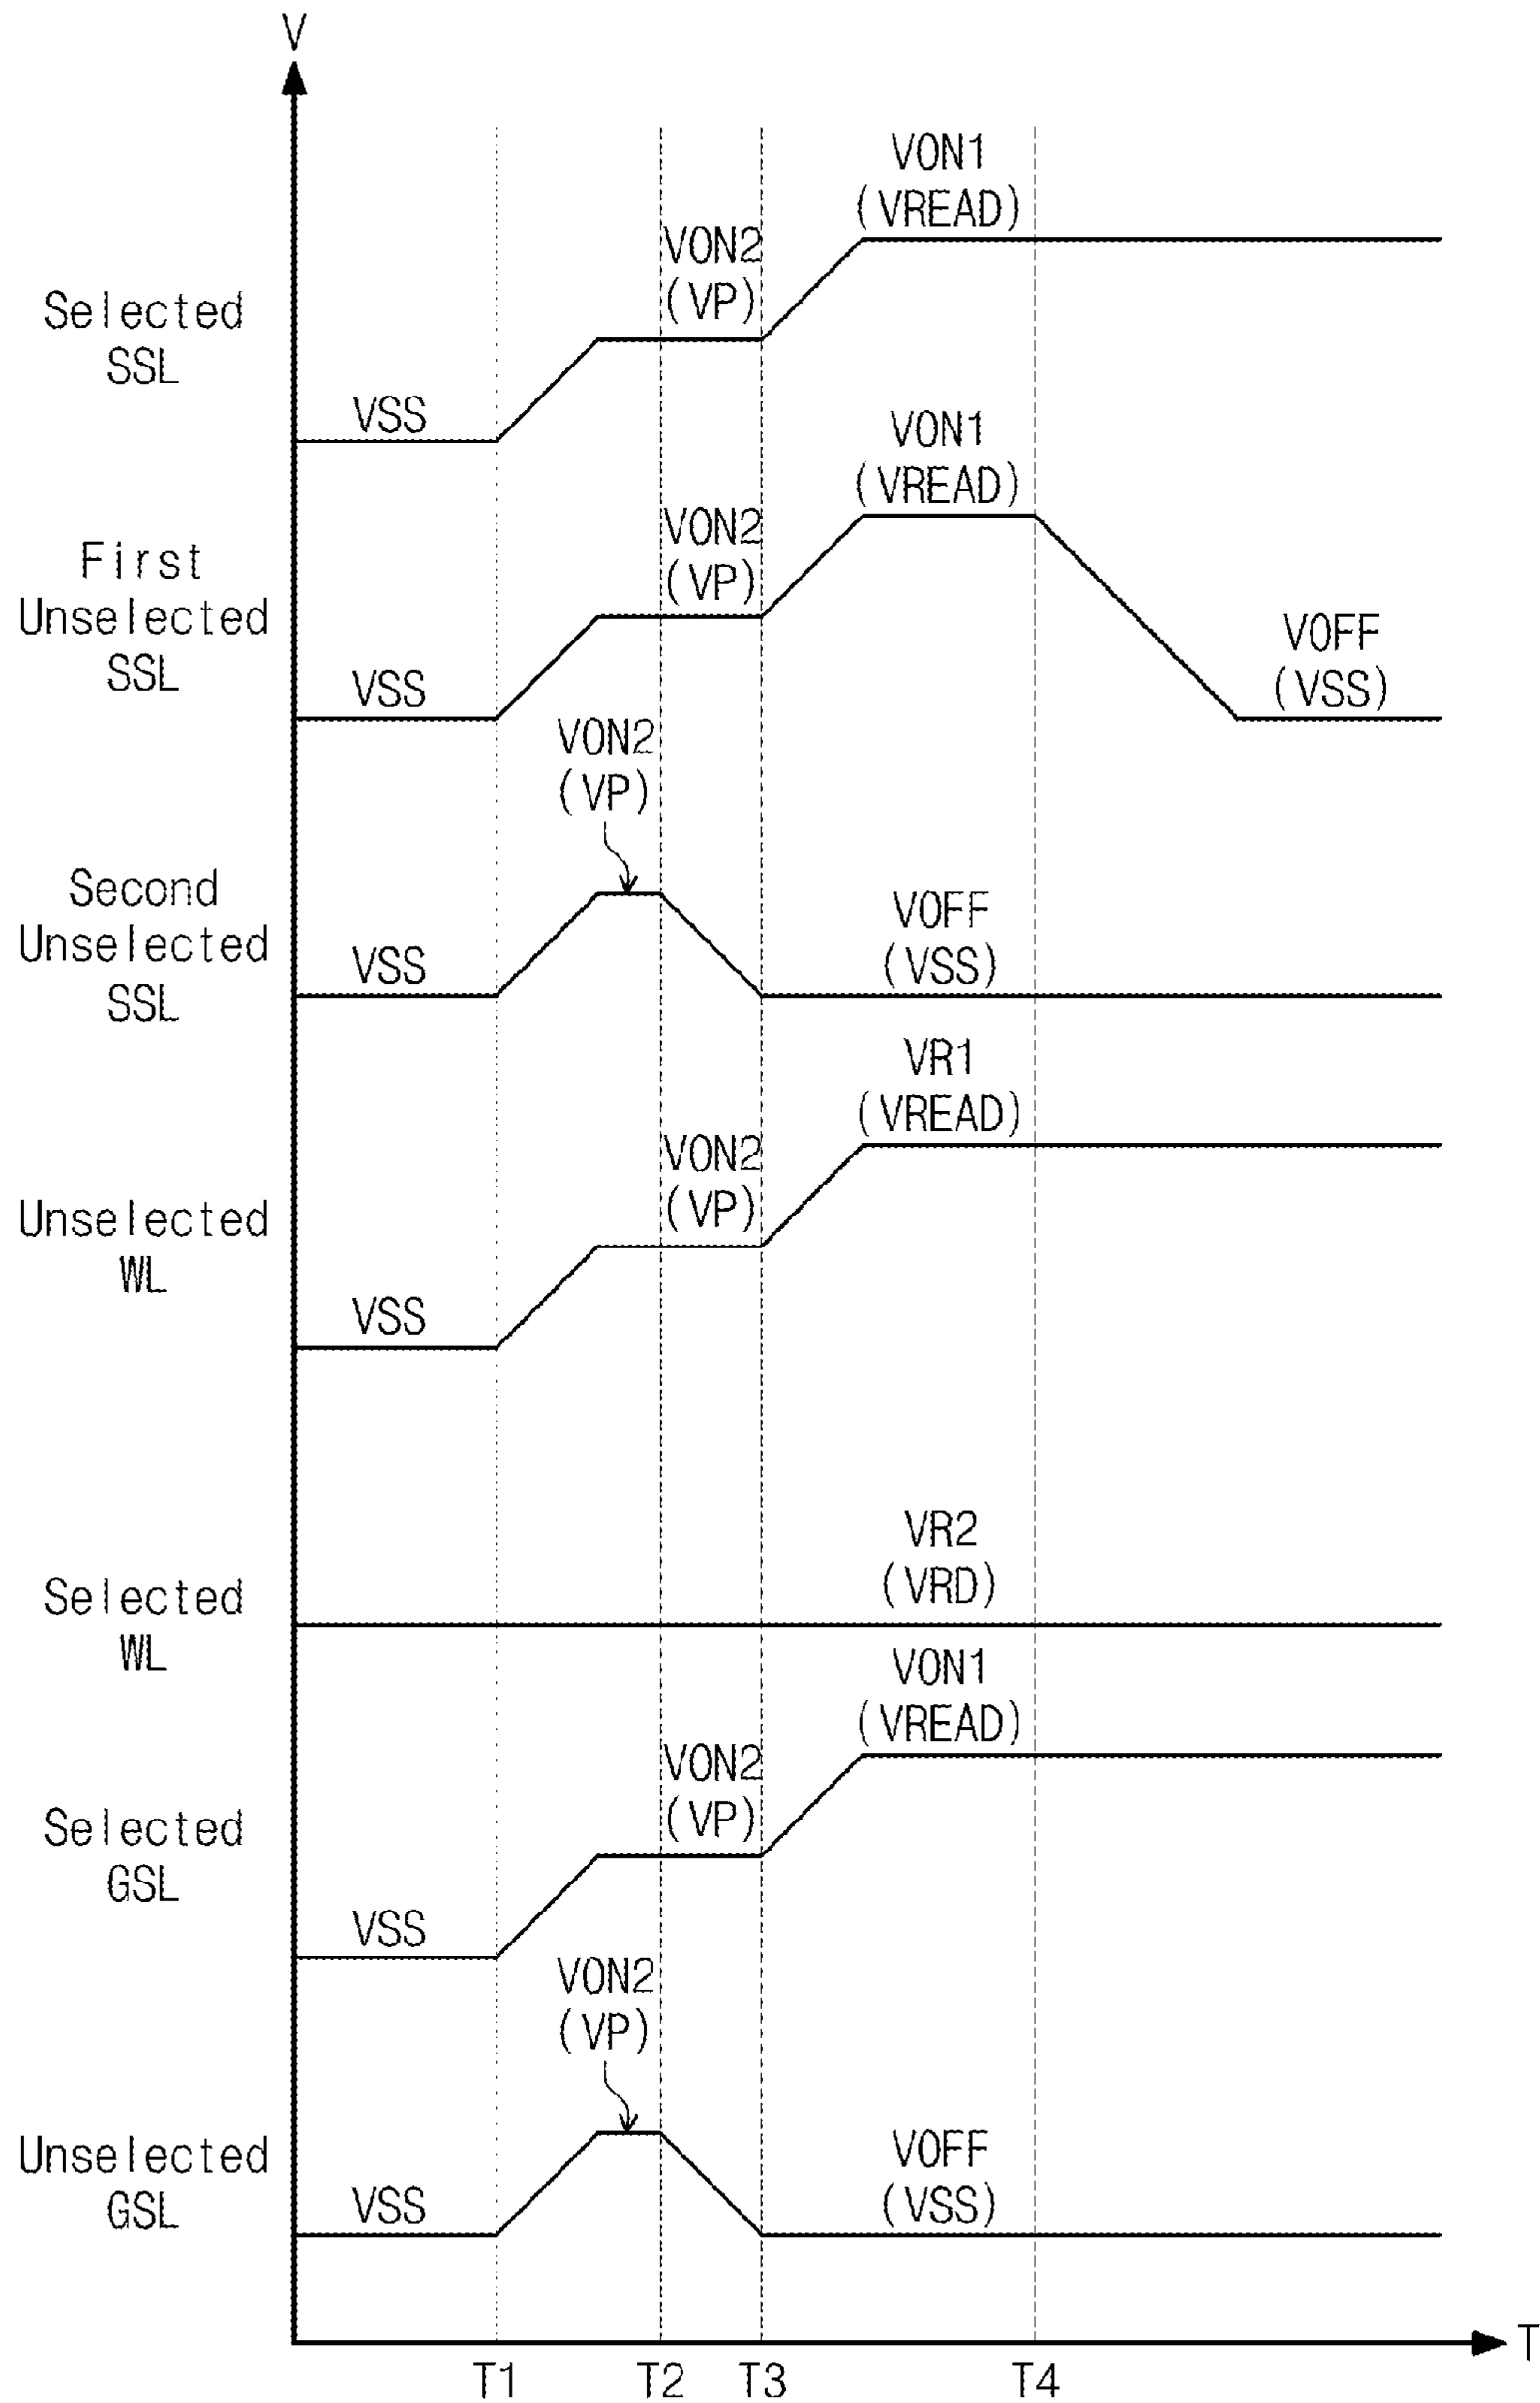 V
VON1
(VREAD)
VON2
(VP)
Selected
SSL
VSS
VON1
(VREAD)
VON2
(VP)
First
Unselected
SSL
VSS
VOFF
(VSS)
VON2
(VP)
Second
Unselected
SSL
VSS
VOFF
(VSS)
VR1
(VREAD)
VON2
(VP)
Unselected
WL
VSS
VR2
(VRD)
Selected
WL
VON1
(VREAD)
VON2
(VP)
Selected
GSL
VSS
VON2
(VP)
Unselected
GSL
VSS
VOFF
(VSS)
T
T1 T2 T3 T4